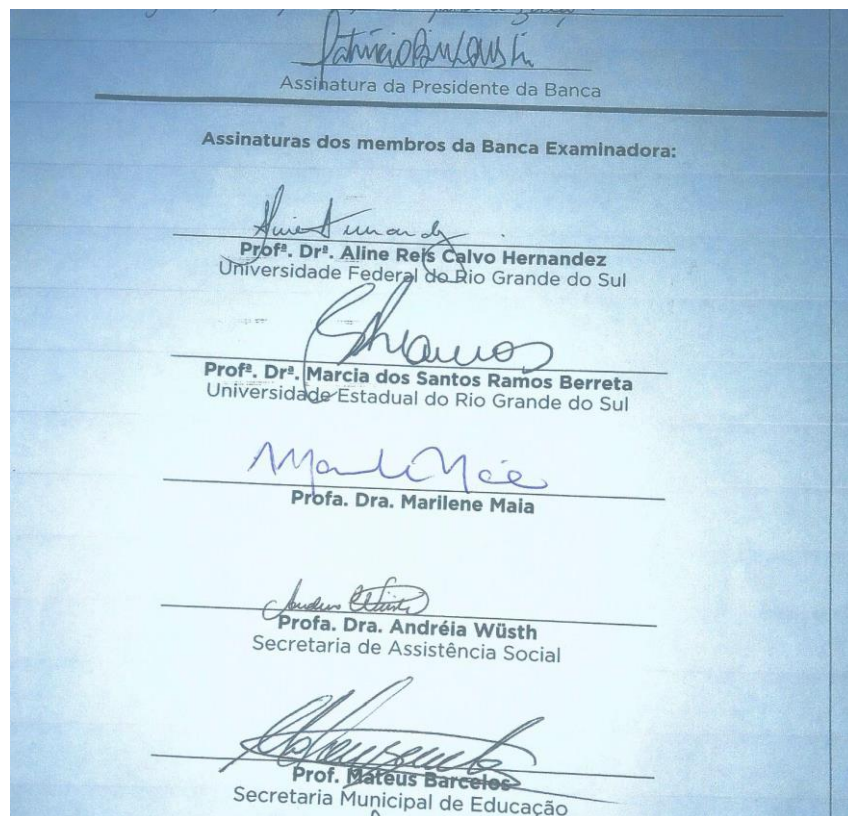 Assinatura da Presidente da Banca
Assinaturas dos membros da Banca Examinadora:
Profª. Drª. Aline Reis Calvo Hernandez
Universidade Federal do Rio Grande do Sul
Profª. Drª. Marcia dos Santos Ramos Berreta
Universidade Estadual do Rio Grande do Sul
Profa. Dra. Marilene Maia
Profa. Dra. Andréia Wüsth
Secretaria de Assistência Social
Prof. Mateus Barcelos
Secretaria Municipal de Educação